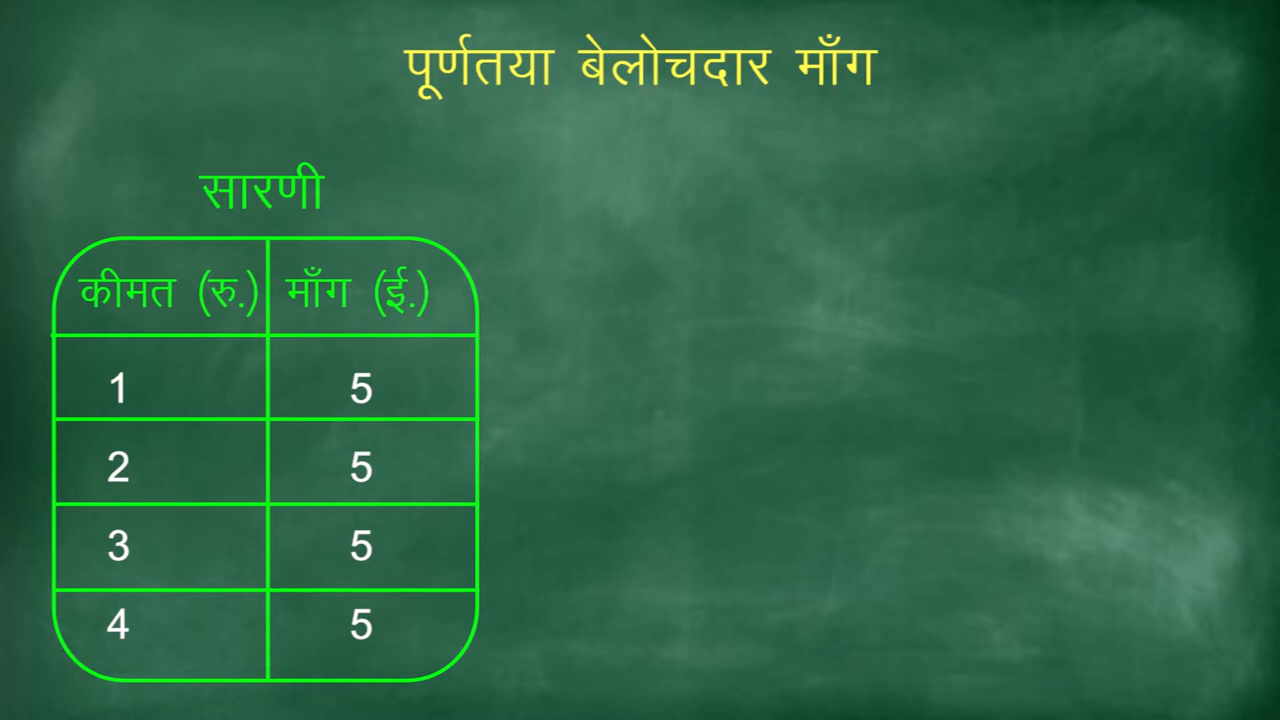 पूर्णतया बेलोचदार माँग
सारणी
कीमत (रु.) माँग (ई.)
1 5
2 5
3 5
4 5